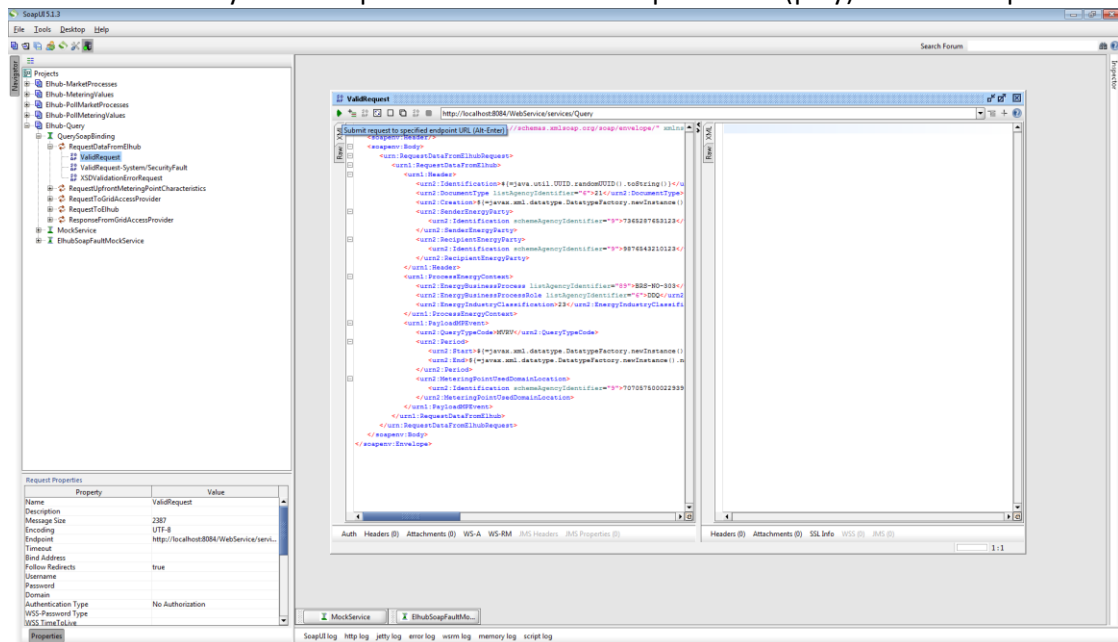 SoapUI 5.1.3
File Tools Desktop Help
Search Forum
Navigator
Inspector
Projects
Elhub-MarketProcesses
Elhub-MeteringValues
Elhub-PollMarketProcesses
Elhub-PollMeteringValues
Elhub-Query
QuerySoapBinding
RequestDataFromElhub
ValidRequest
ValidRequest-System/SecurityFault
XSDValidationErrorRequest
RequestUpfrontMeteringPointCharacteristics
RequestToGridAccessProvider
RequestToElhub
ResponseFromGridAccessProvider
MockService
ElhubSoapFaultMockService
ValidRequest
http://localhost:8084/WebService/services/Query
Submit request to specified endpoint URL (Alt-Enter)
//schemas.xmlsoap.org/soap/envelope/" xmlns
<soapenv:Header/>
<soapenv:Body>
<urn:RequestDataFromElhubRequest>
<urn1:RequestDataFromElhub>
<urn1:Header>
<urn2:Identification>${=java.util.UUID.randomUUID().toString()}</u
<urn2:DocumentType listAgencyIdentifier="6">21</urn2:DocumentType>
<urn2:Creation>${=javax.xml.datatype.DatatypeFactory.newInstance()
<urn2:SenderEnergyParty>
<urn2:Identification schemeAgencyIdentifier="9">7365287653123</
</urn2:SenderEnergyParty>
<urn2:RecipientEnergyParty>
<urn2:Identification schemeAgencyIdentifier="9">9876543210123</
</urn2:RecipientEnergyParty>
</urn1:Header>
<urn1:ProcessEnergyContext>
<urn2:EnergyBusinessProcess listAgencyIdentifier="89">BRS-NO-303</
<urn2:EnergyBusinessProcessRole listAgencyIdentifier="6">DDQ</urn2
<urn2:EnergyIndustryClassification>23</urn2:EnergyIndustryClassifi
</urn1:ProcessEnergyContext>
<urn1:PayloadMPEvent>
<urn2:QueryTypeCode>MVRV</urn2:QueryTypeCode>
<urn2:Period>
<urn2:Start>${=javax.xml.datatype.DatatypeFactory.newInstance()
<urn2:End>${=javax.xml.datatype.DatatypeFactory.newInstance().n
</urn2:Period>
<urn2:MeteringPointUsedDomainLocation>
<urn2:Identification schemeAgencyIdentifier="9">707057500022939
</urn2:MeteringPointUsedDomainLocation>
</urn1:PayloadMPEvent>
</urn1:RequestDataFromElhub>
</urn:RequestDataFromElhubRequest>
</soapenv:Body>
</soapenv:Envelope>
Raw
XML
Raw
Auth Headers (0) Attachments (0) WS-A WS-RM JMS Headers JMS Properties (0)
Headers (0) Attachments (0) SSL Info WSS (0) JMS (0)
1:1
Request Properties
Property Value
Name ValidRequest
Description
Message Size 2387
Encoding UTF-8
Endpoint http://localhost:8084/WebService/servi...
Timeout
Bind Address
Follow Redirects true
Username
Password
Domain
Authentication Type No Authorization
WSS-Password Type
WSS TimeToLive
Properties
MockService ElhubSoapFaultMo...
SoapUI log http log jetty log error log wsrm log memory log script log